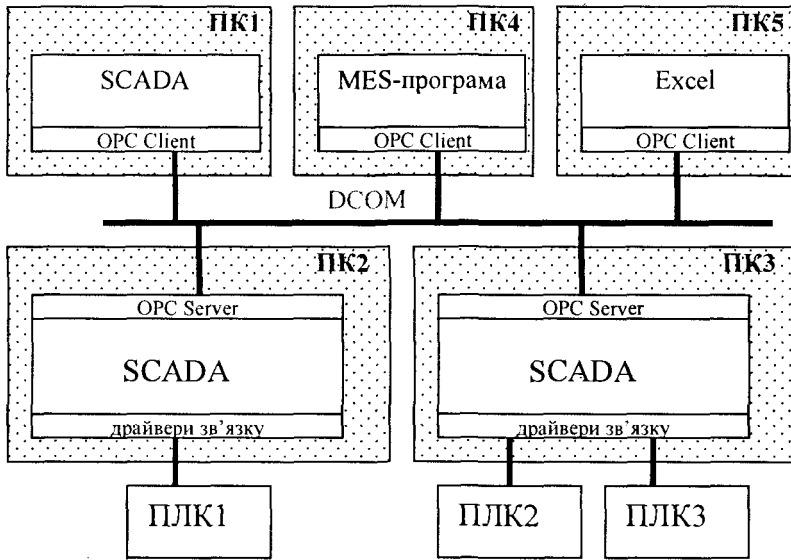 ПК1
SCADA
OPC Client
ПК4
MES-програма
OPC Client
ПК5
Excel
OPC Client
DCOM
ПК2
OPC Server
SCADA
драйвери зв'язку
ПК3
OPC Server
SCADA
драйвери зв'язку
ПЛК1
ПЛК2
ПЛК3